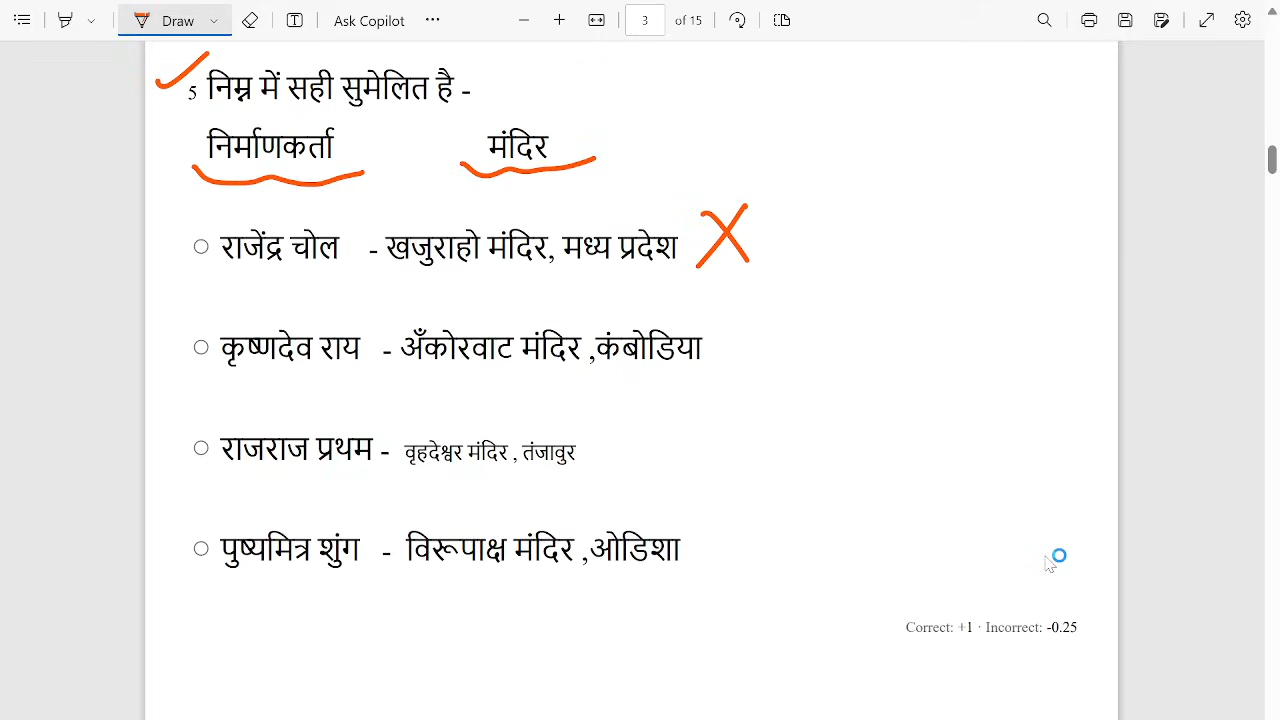 Draw
Ask Copilot
3 of 15
5 निम्न में सही सुमेलित है -
निर्माणकर्ता मंदिर
राजेंद्र चोल - खजुराहो मंदिर, मध्य प्रदेश
कृष्णदेव राय - अँकोरवाट मंदिर ,कंबोडिया
राजराज प्रथम - वृहदेश्वर मंदिर , तंजावुर
पुष्यमित्र शुंग - विरूपाक्ष मंदिर ,ओडिशा
Correct: +1 · Incorrect: -0.25